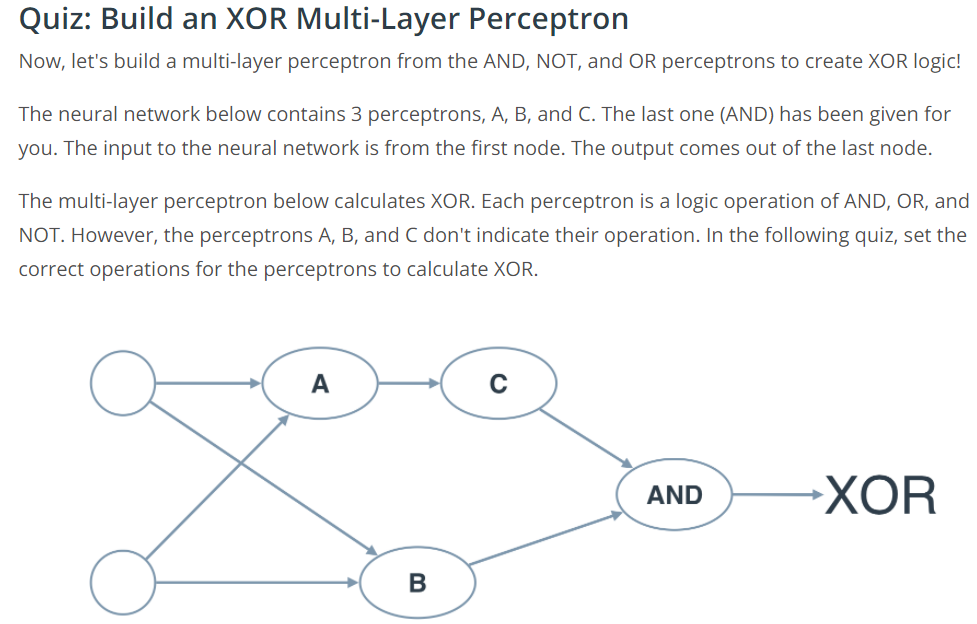 Quiz: Build an XOR Multi-Layer Perceptron
Now, let's build a multi-layer perceptron from the AND, NOT, and OR perceptrons to create XOR logic!
The neural network below contains 3 perceptrons, A, B, and C. The last one (AND) has been given for
you. The input to the neural network is from the first node. The output comes out of the last node.
The multi-layer perceptron below calculates XOR. Each perceptron is a logic operation of AND, OR, and
NOT. However, the perceptrons A, B, and C don't indicate their operation. In the following quiz, set the
correct operations for the perceptrons to calculate XOR.
A
C
AND
XOR
B